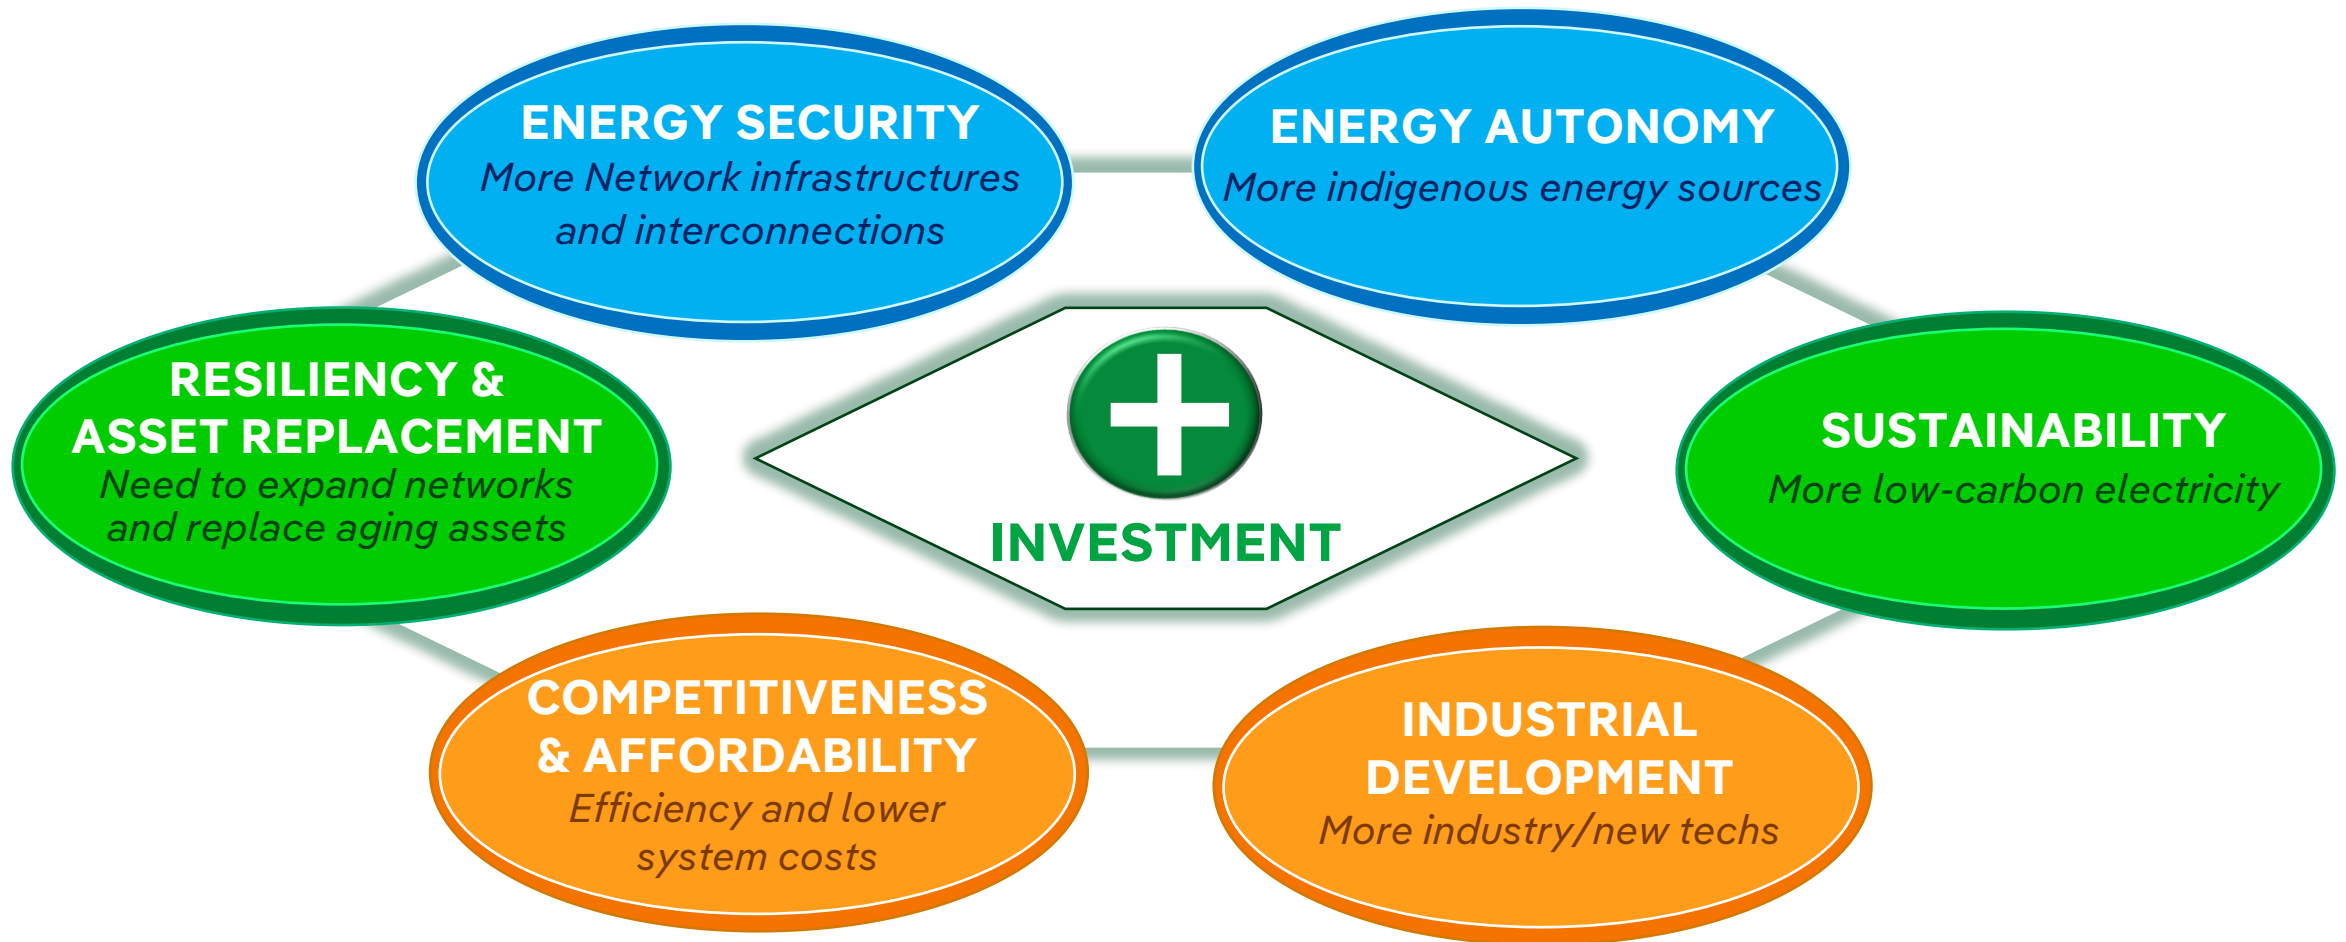 ENERGY SECURITY
More Network infrastructures
and interconnections
ENERGY AUTONOMY
More indigenous energy sources
RESILIENCY &
ASSET REPLACEMENT
Need to expand networks
and replace aging assets
INVESTMENT
SUSTAINABILITY
More low-carbon electricity
COMPETITIVENESS
& AFFORDABILITY
Efficiency and lower
system costs
INDUSTRIAL
DEVELOPMENT
More industry/new techs